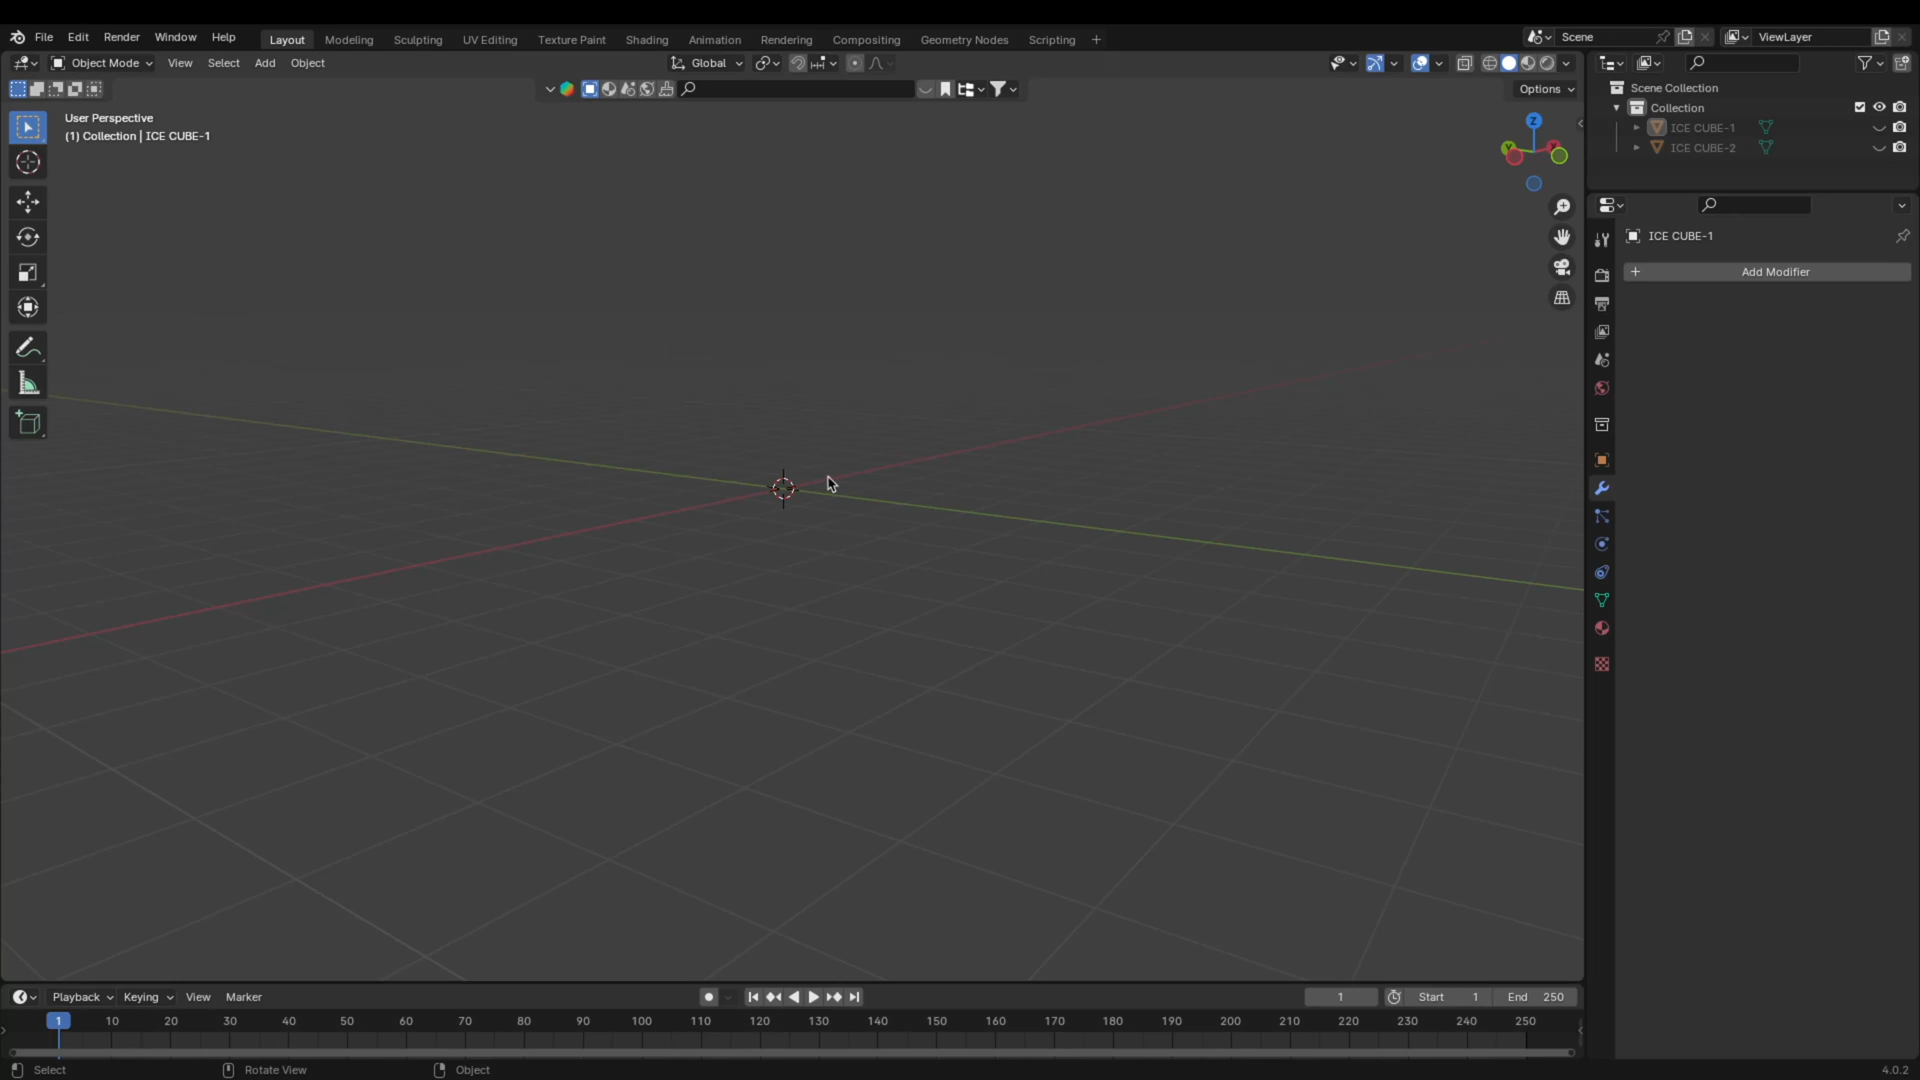 File Edit Render Window Help Layout Modeling Sculpting UV Editing Texture Paint Shading Animation Rendering Compositing Geometry Nodes Scripting + Scene ViewLayer
Object Mode View Select Add Object Global
Options
User Perspective
(1) Collection | ICE CUBE-1
Z
Y
X
Scene Collection
Collection
ICE CUBE-1
ICE CUBE-2
ICE CUBE-1
+ Add Modifier
Playback Keying View Marker 1 Start 1 End 250
1 10 20 30 40 50 60 70 80 90 100 110 120 130 140 150 160 170 180 190 200 210 220 230 240 250
Select Rotate View Object 4.0.2